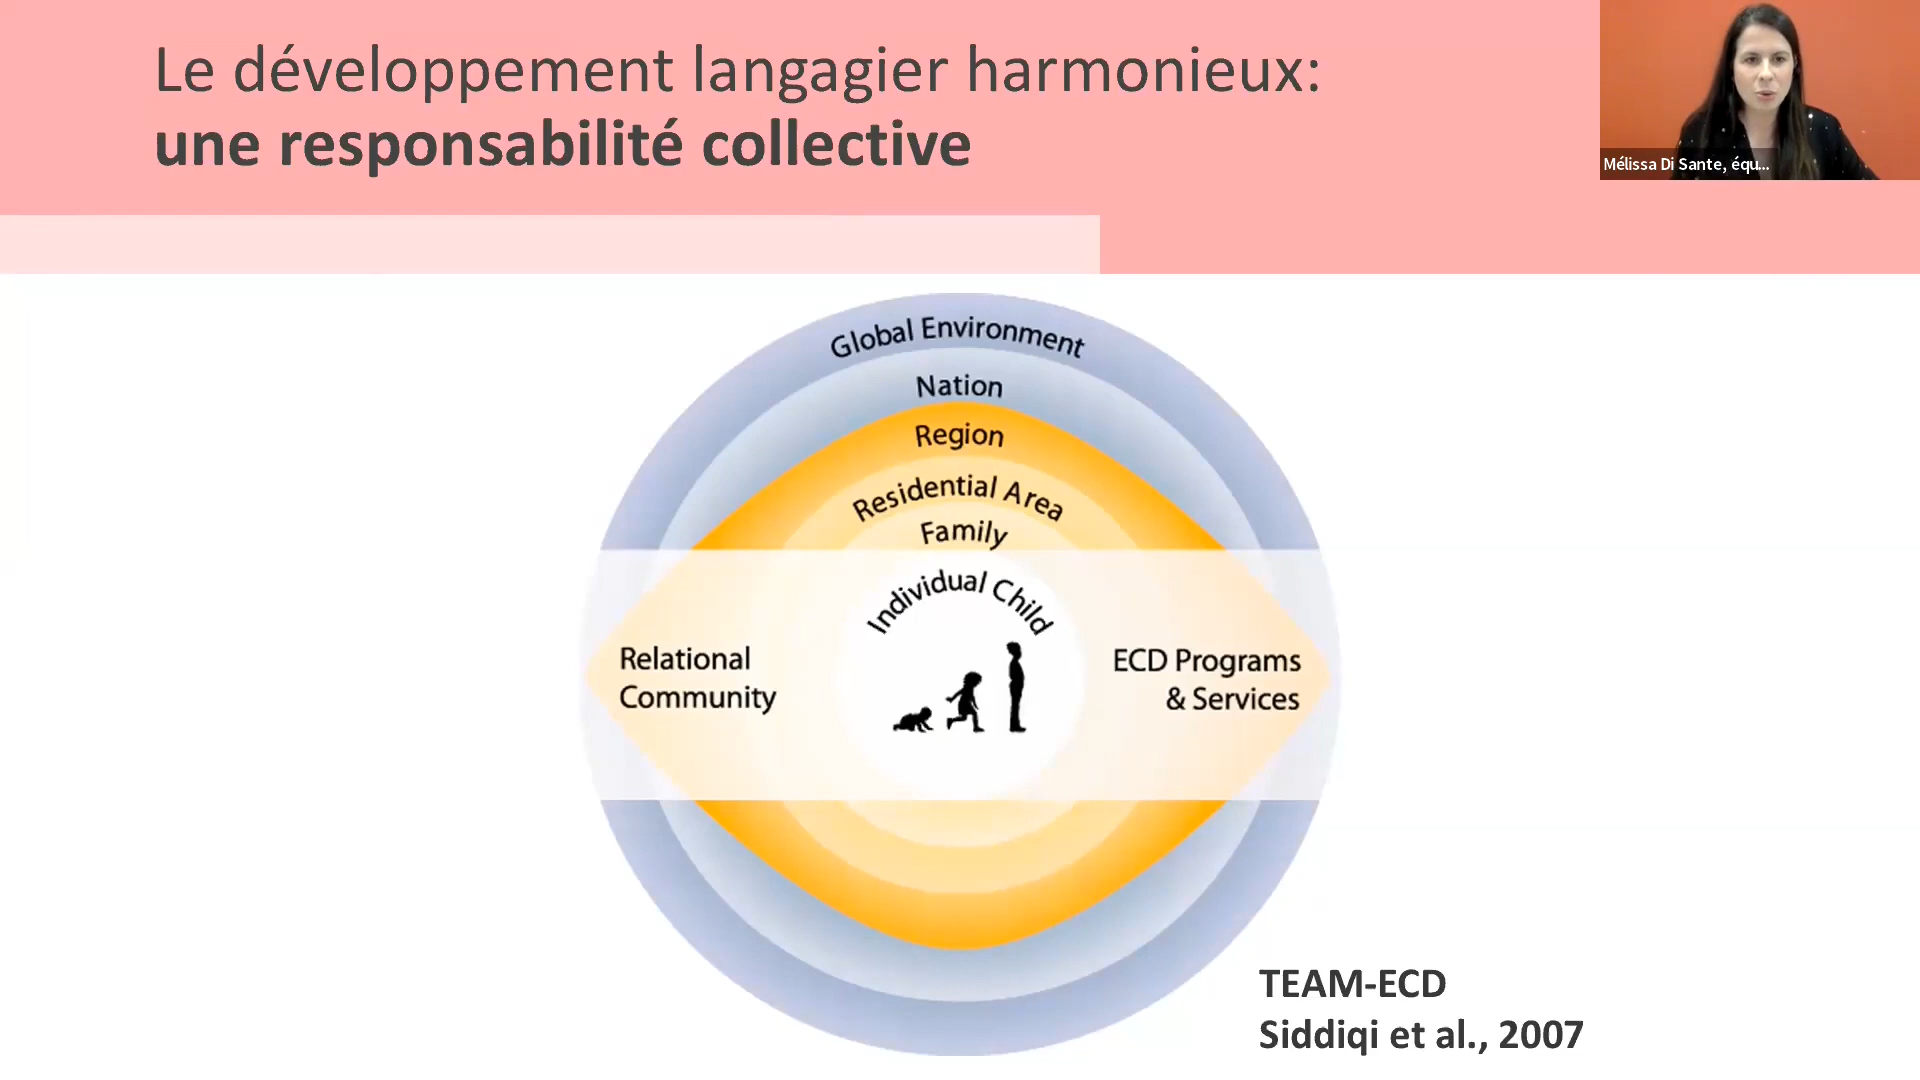 Le développement langagier harmonieux:
une responsabilité collective
Mélissa Di Sante, équ...
Global Environment
Nation
Region
Residential Area
Family
Individual Child
Relational
Community
ECD Programs
& Services
TEAM-ECD
Siddiqi et al., 2007